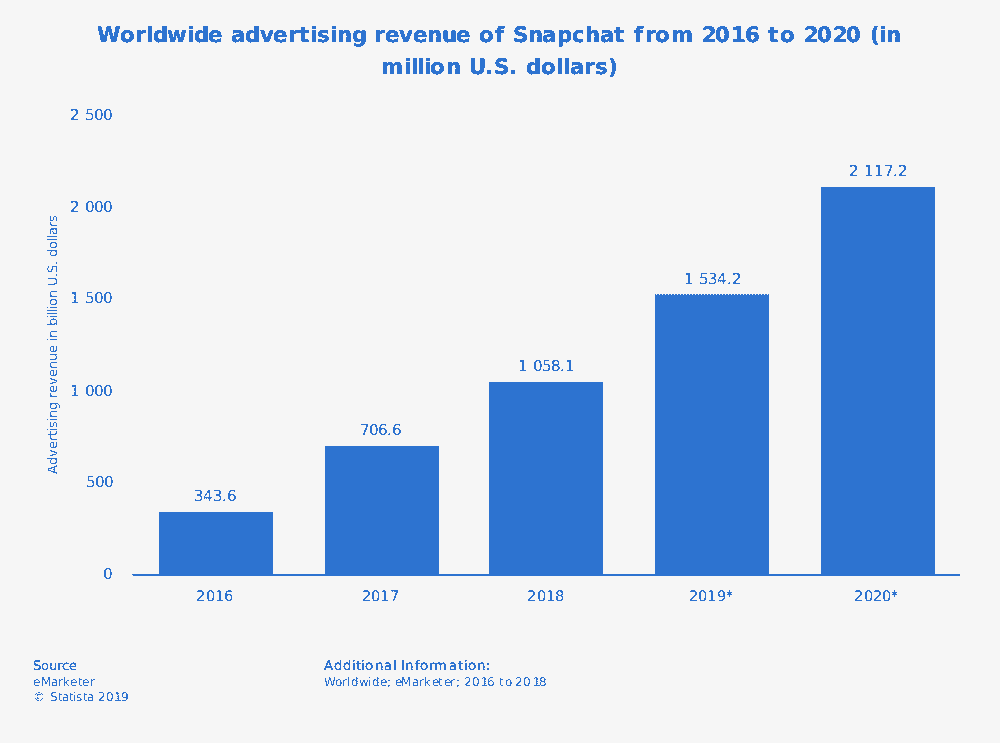 Worldwide advertising revenue of Snapchat from 2016 to 2020 (in
million U.S. dollars)
Advertising revenue in billion U.S. dollars
2 500
2 000
1 500
1 000
500
0
343.6
706.6
1 058.1
1 534.2
2 117.2
2016
2017
2018
2019*
2020*
Source
eMarketer
© Statista 2019
Additional Information:
Worldwide; eMarketer; 2016 to 2018